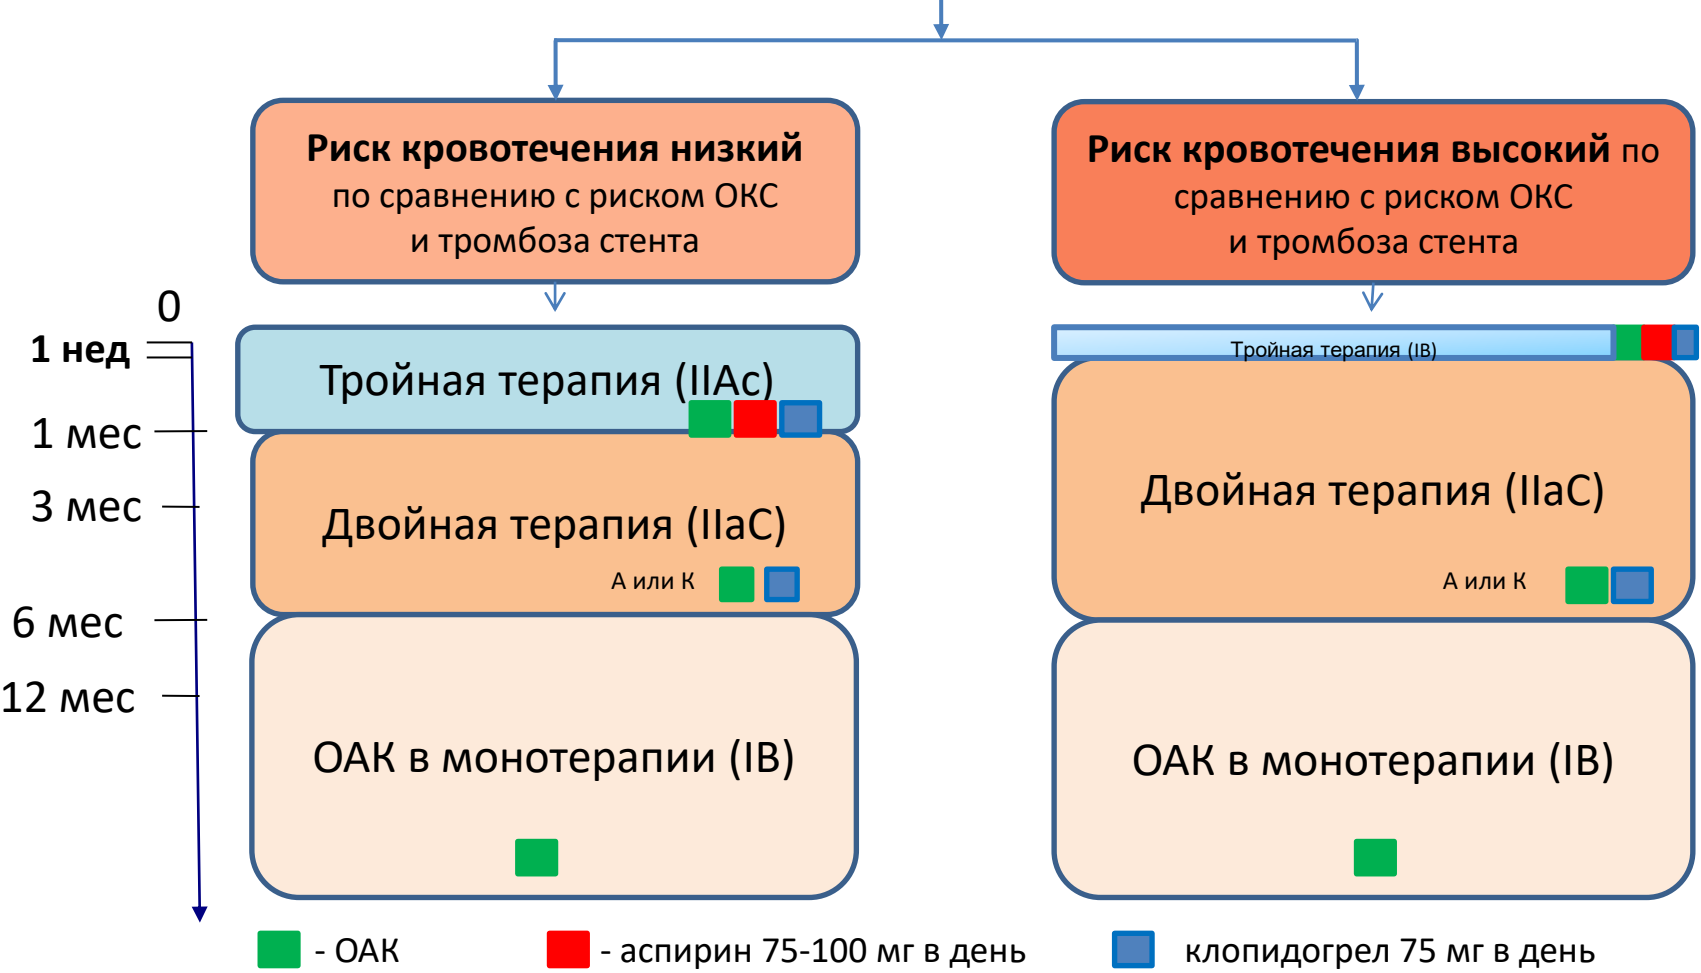 Риск кровотечения низкий
по сравнению с риском ОКС
и тромбоза стента
Риск кровотечения высокий по
сравнению с риском ОКС
и тромбоза стента
0
1 нед
1 мес
3 мес
6 мес
12 мес
Тройная терапия (IIAc)
Двойная терапия (IIaC)
А или К
ОАК в монотерапии (IB)
Тройная терапия (IB)
Двойная терапия (IIaC)
А или К
ОАК в монотерапии (IB)
- ОАК
- аспирин 75-100 мг в день
клопидогрел 75 мг в день